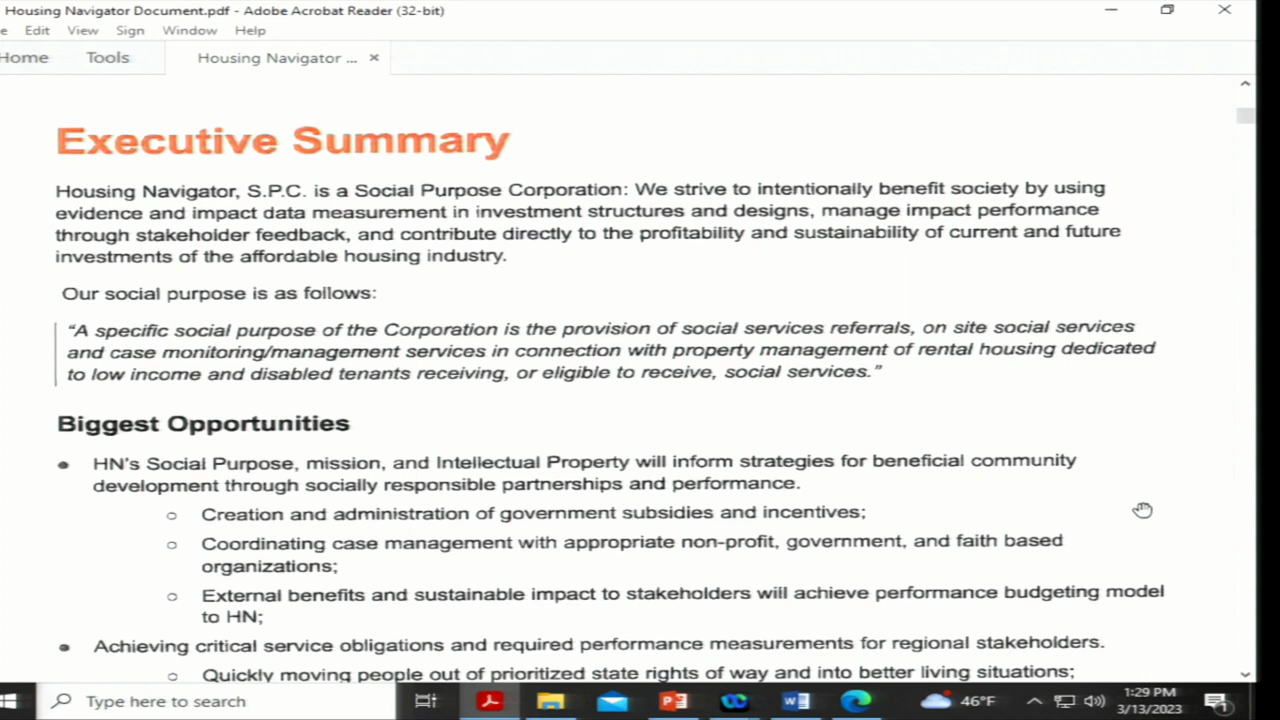 Housing Navigator Document.pdf - Adobe Acrobat Reader (32-bit)
e Edit View Sign Window Help
Home Tools Housing Navigator ... ×
Executive Summary
Housing Navigator, S.P.C. is a Social Purpose Corporation: We strive to intentionally benefit society by using
evidence and impact data measurement in investment structures and designs, manage impact performance
through stakeholder feedback, and contribute directly to the profitability and sustainability of current and future
investments of the affordable housing industry.
Our social purpose is as follows:
“A specific social purpose of the Corporation is the provision of social services referrals, on site social services
and case monitoring/management services in connection with property management of rental housing dedicated
to low income and disabled tenants receiving, or eligible to receive, social services.”
Biggest Opportunities
● HN's Social Purpose, mission, and Intellectual Property will inform strategies for beneficial community
development through socially responsible partnerships and performance.
○ Creation and administration of government subsidies and incentives;
○ Coordinating case management with appropriate non-profit, government, and faith based
organizations;
○ External benefits and sustainable impact to stakeholders will achieve performance budgeting model
to HN;
● Achieving critical service obligations and required performance measurements for regional stakeholders.
○ Quickly moving people out of prioritized state rights of way and into better living situations;
Type here to search
46°F
1:29 PM
3/13/2023
1